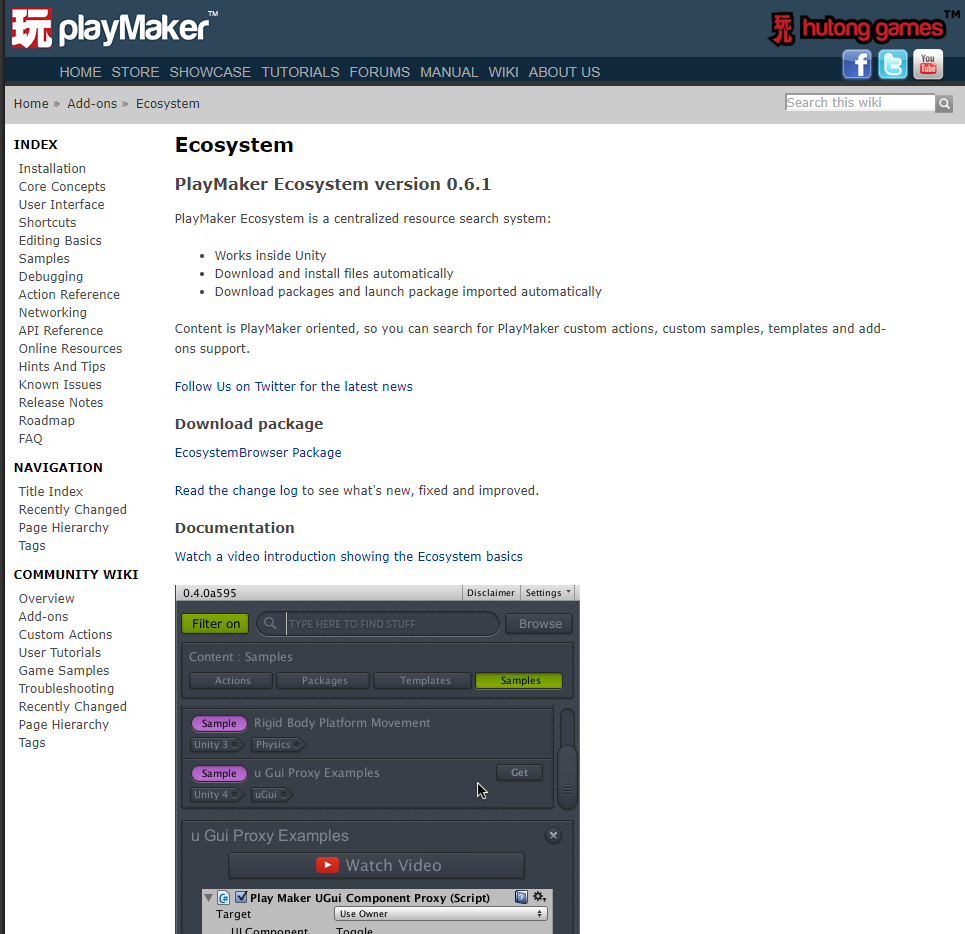 玩 playMaker™
玩 hutong games™
HOME STORE SHOWCASE TUTORIALS FORUMS MANUAL WIKI ABOUT US
f t You Tube
Home » Add-ons » Ecosystem
Search this wiki
INDEX
Installation
Core Concepts
User Interface
Shortcuts
Editing Basics
Samples
Debugging
Action Reference
Networking
API Reference
Online Resources
Hints And Tips
Known Issues
Release Notes
Roadmap
FAQ
NAVIGATION
Title Index
Recently Changed
Page Hierarchy
Tags
COMMUNITY WIKI
Overview
Add-ons
Custom Actions
User Tutorials
Game Samples
Troubleshooting
Recently Changed
Page Hierarchy
Tags
Ecosystem
PlayMaker Ecosystem version 0.6.1
PlayMaker Ecosystem is a centralized resource search system:
• Works inside Unity
• Download and install files automatically
• Download packages and launch package imported automatically
Content is PlayMaker oriented, so you can search for PlayMaker custom actions, custom samples, templates and add-
ons support.
Follow Us on Twitter for the latest news
Download package
EcosystemBrowser Package
Read the change log to see what's new, fixed and improved.
Documentation
Watch a video introduction showing the Ecosystem basics
0.4.0a595 Disclaimer Settings
Filter on TYPE HERE TO FIND STUFF Browse
Content : Samples
Actions Packages Templates Samples
Sample Rigid Body Platform Movement
Unity 3 Physics
Sample u Gui Proxy Examples Get
Unity 4 uGui
u Gui Proxy Examples
Watch Video
C# Play Maker UGui Component Proxy (Script)
Target Use Owner
UI Component Toggle